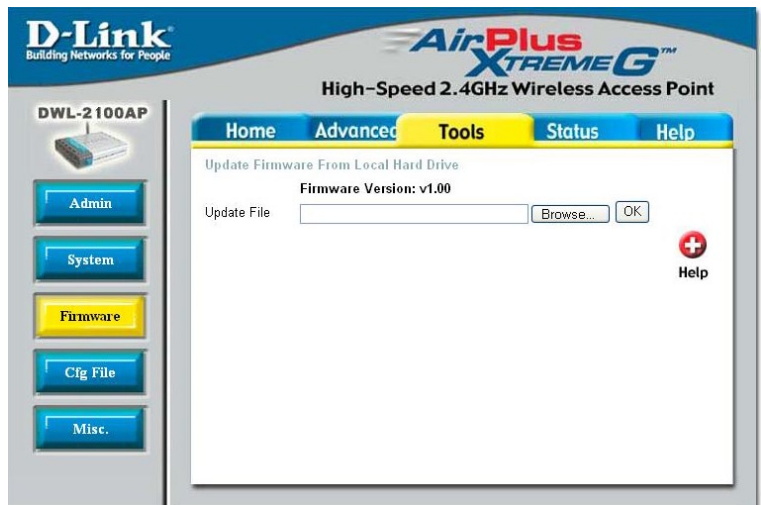 D-Link
Building Networks for People
AirPlus
XTREME G™
High-Speed 2.4GHz Wireless Access Point
DWL-2100AP
Home Advanced Tools Status Help
Admin
System
Firmware
Cfg File
Misc.
Update Firmware From Local Hard Drive
Firmware Version: v1.00
Update File Browse... OK
Help